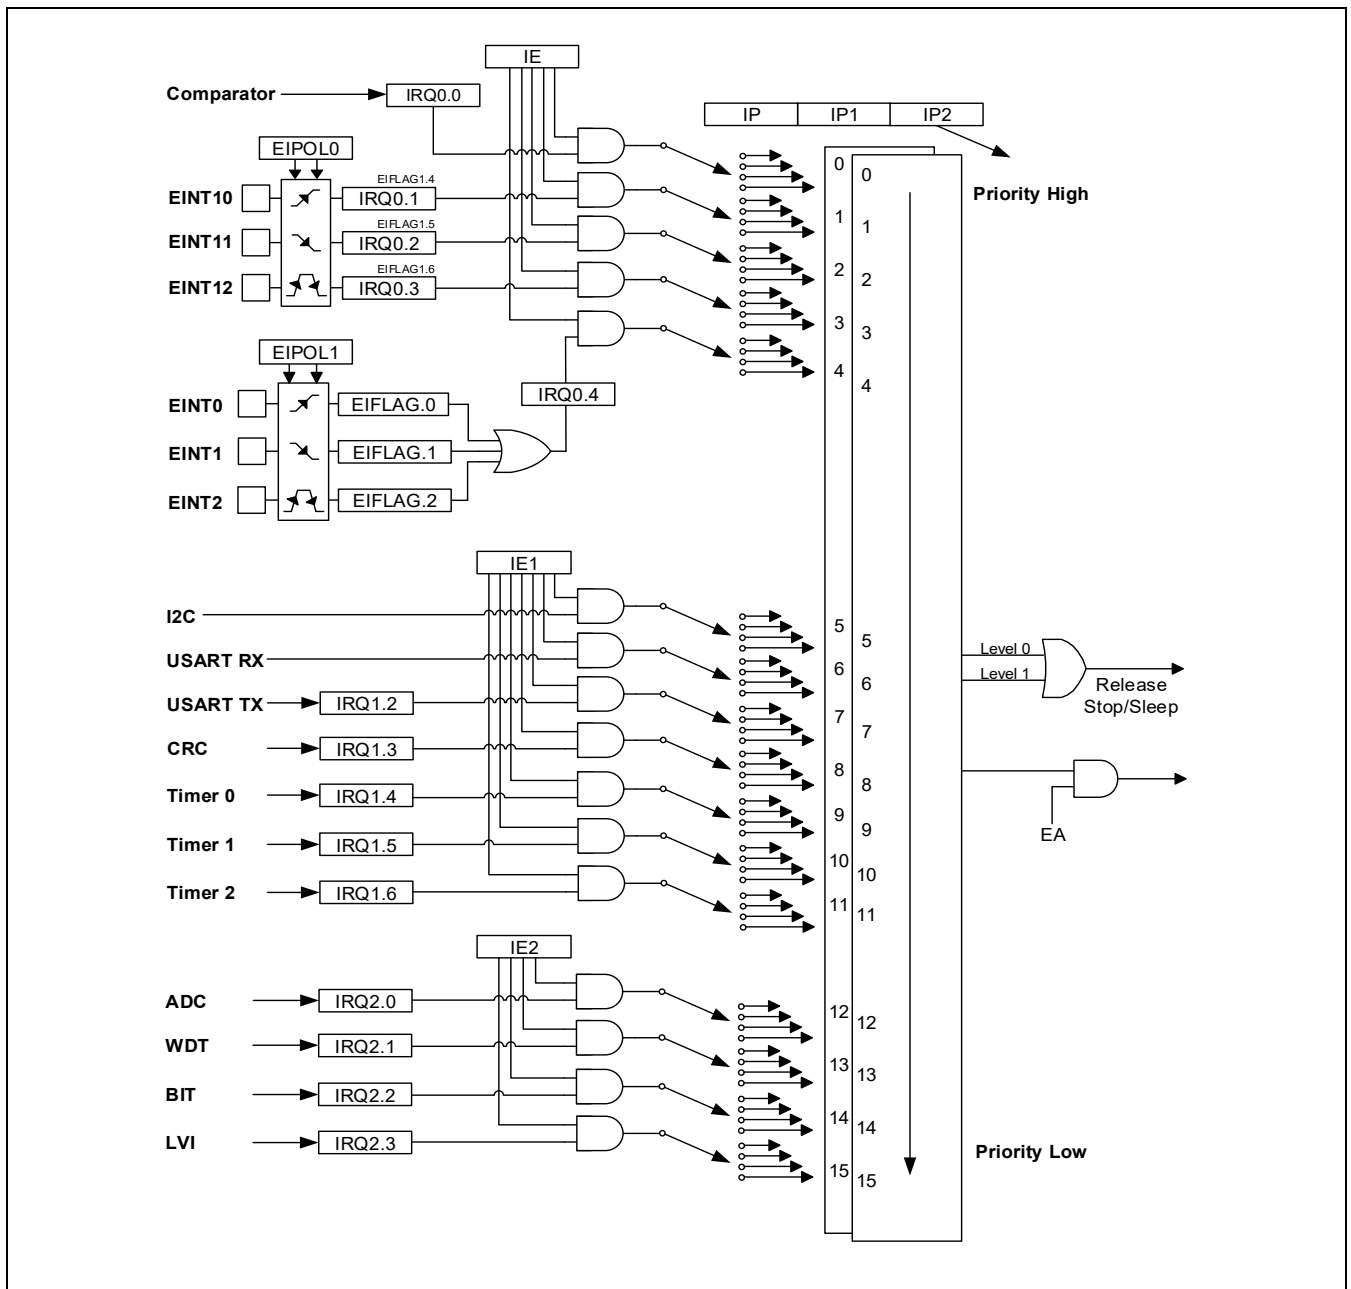 IE
Comparator
IRQ0.0
IP IP1 IP2
EIPOL0
EINT10
EIFLAG1.4
IRQ0.1
EINT11
EIFLAG1.5
IRQ0.2
EINT12
EIFLAG1.6
IRQ0.3
0
0
1
1
2
2
3
3
4
4
Priority High
EIPOL1
IRQ0.4
EINT0
EIFLAG.0
EINT1
EIFLAG.1
EINT2
EIFLAG.2
IE1
I2C
USART RX
USART TX
IRQ1.2
CRC
IRQ1.3
Timer 0
IRQ1.4
Timer 1
IRQ1.5
Timer 2
IRQ1.6
5
5
6
6
7
7
8
8
9
9
10
10
11
11
Level 0
Level 1
Release
Stop/Sleep
EA
IE2
ADC
IRQ2.0
WDT
IRQ2.1
BIT
IRQ2.2
LVI
IRQ2.3
12
12
13
13
14
14
15
15
Priority Low